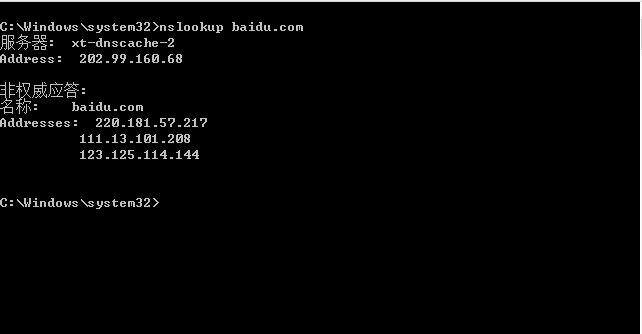 C:\Windows\system32>nslookup baidu.com
服务器:  xt-dnscache-2
Address:  202.99.160.68
非权威应答:
名称:    baidu.com
Addresses:  220.181.57.217
111.13.101.208
123.125.114.144
C:\Windows\system32>